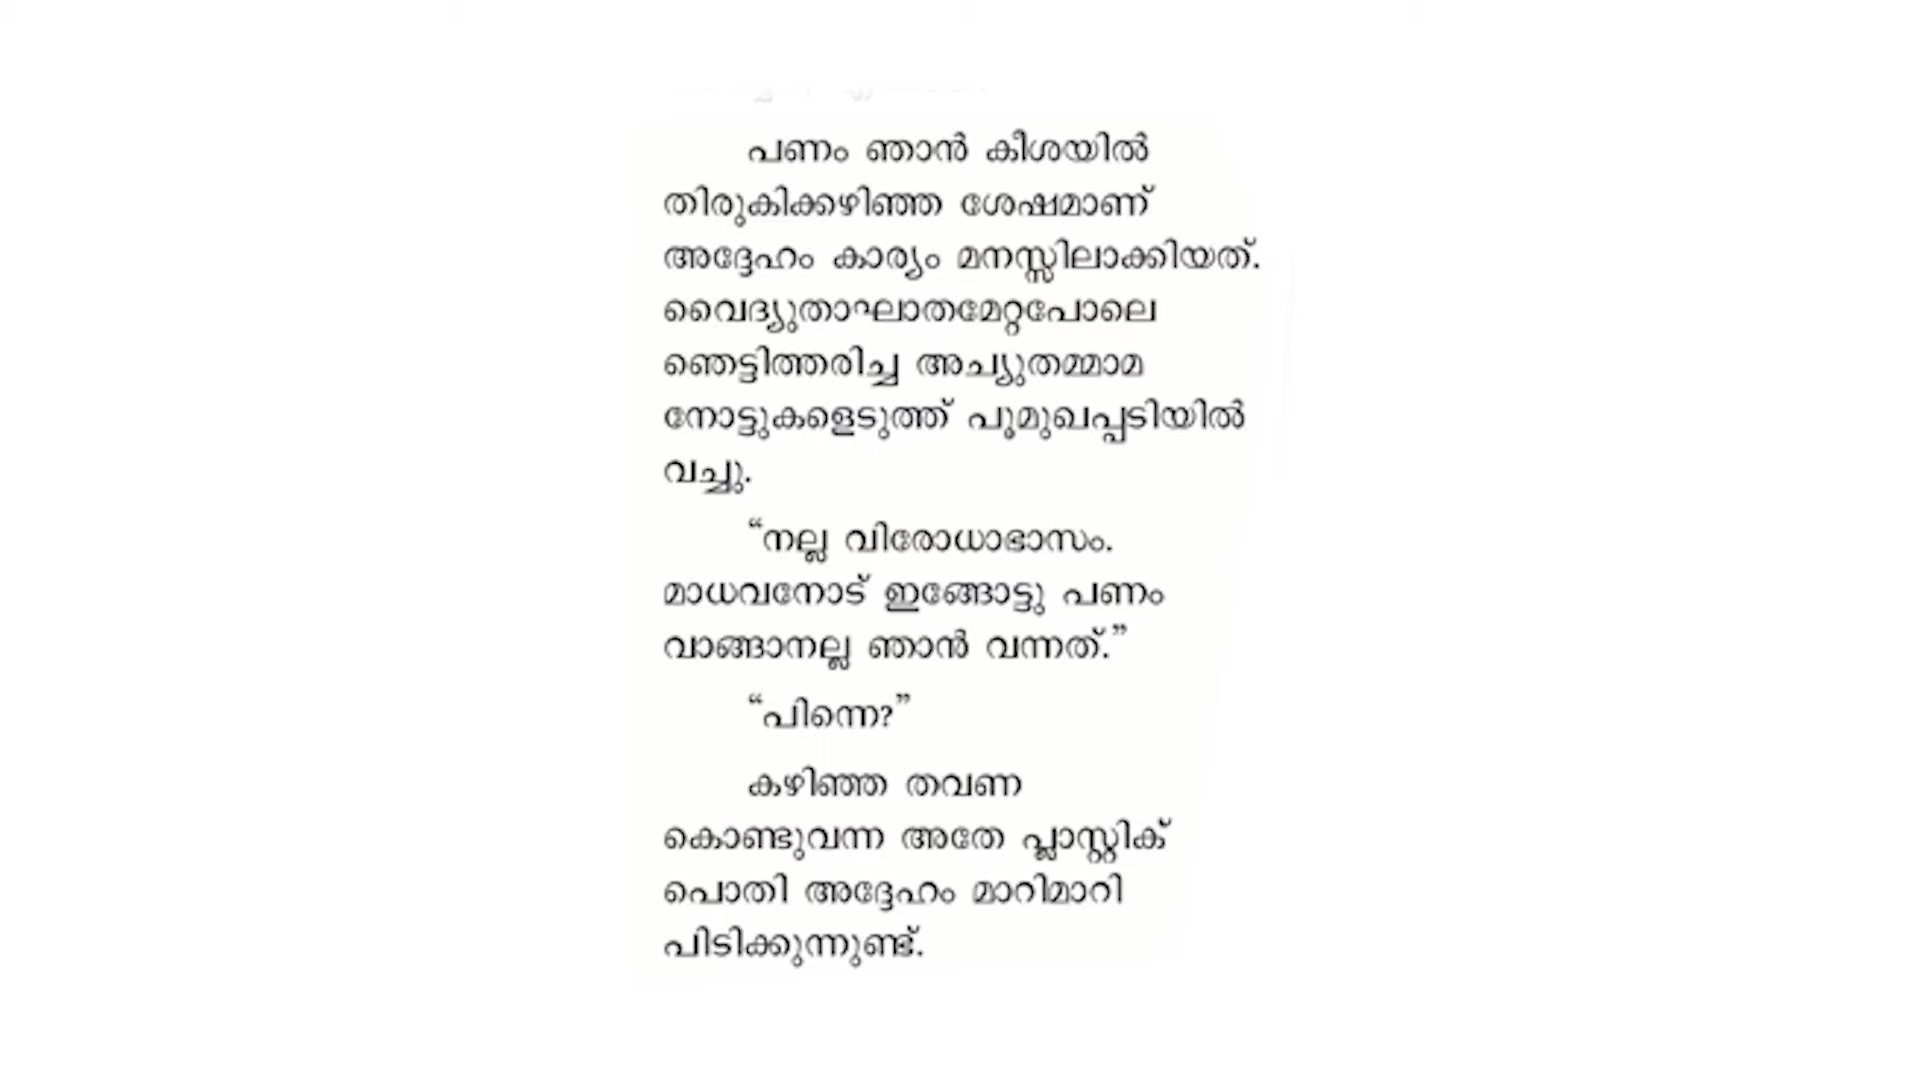 പണം ഞാൻ കീശയിൽ
തിരുകിക്കഴിഞ്ഞ ശേഷമാണ്
അദ്ദേഹം കാര്യം മനസ്സിലാക്കിയത്.
വൈദ്യുതാഘാതമേറ്റപോലെ
ഞെട്ടിത്തരിച്ച അച്യുതമ്മാമ
നോട്ടുകളെടുത്ത് പൂമുഖപ്പടിയിൽ
വച്ചു.
“നല്ല വിരോധാഭാസം.
മാധവനോട് ഇങ്ങോട്ടു പണം
വാങ്ങാനല്ല ഞാൻ വന്നത്.”
“പിന്നെ?”
കഴിഞ്ഞ തവണ
കൊണ്ടുവന്ന അതേ പ്ലാസ്റ്റിക്
പൊതി അദ്ദേഹം മാറിമാറി
പിടിക്കുന്നുണ്ട്.